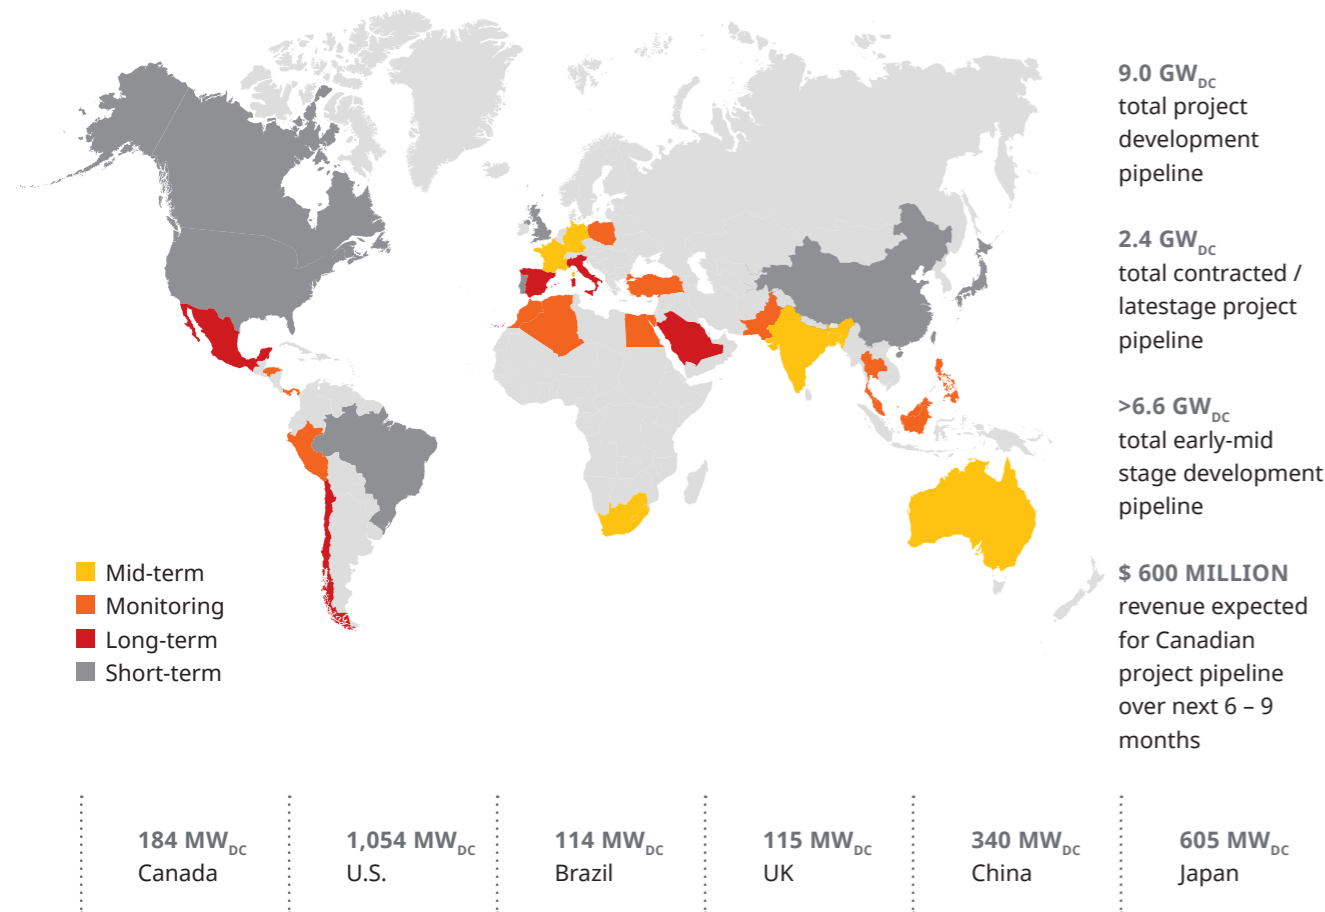 9.0 GWDC
total project
development
pipeline
2.4 GWDC
total contracted /
latestage project
pipeline
>6.6 GWDC
total early-mid
stage development
pipeline
$ 600 MILLION
revenue expected
for Canadian
project pipeline
over next 6 – 9
months
Mid-term
Monitoring
Long-term
Short-term
184 MWDC
Canada
1,054 MWDC
U.S.
114 MWDC
Brazil
115 MWDC
UK
340 MWDC
China
605 MWDC
Japan